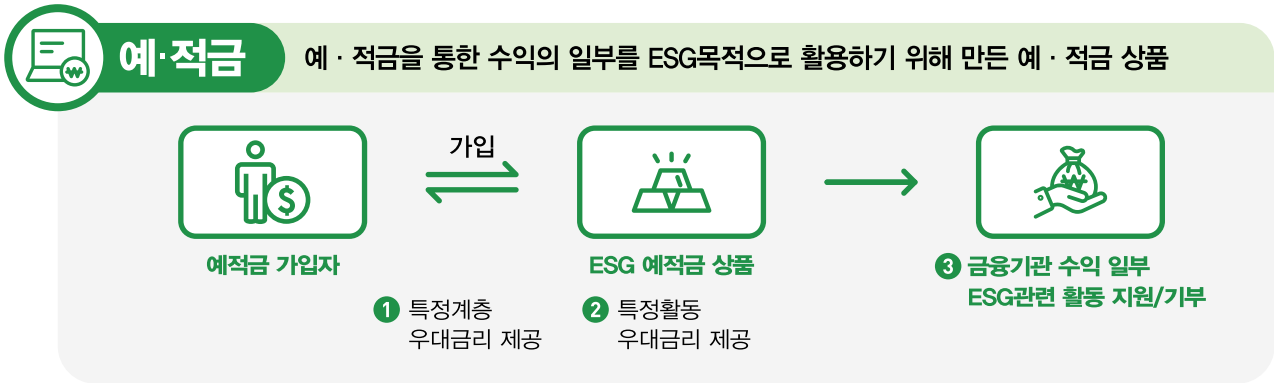 예·적금
예 · 적금을 통한 수익의 일부를 ESG목적으로 활용하기 위해 만든 예 · 적금 상품
가입
예적금 가입자
ESG 예적금 상품
❶ 특정계층
우대금리 제공
❷ 특정활동
우대금리 제공
❸ 금융기관 수익 일부
ESG관련 활동 지원/기부